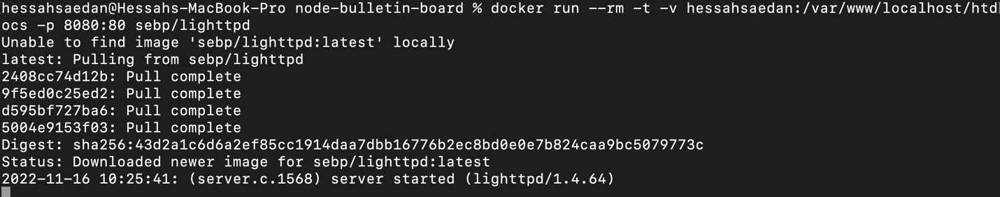 hessahsaedan@Hessahs-MacBook-Pro node-bulletin-board % docker run --rm -t -v hessahsaedan:/var/www/localhost/htd
ocs -p 8080:80 sebp/lighttpd
Unable to find image 'sebp/lighttpd:latest' locally
latest: Pulling from sebp/lighttpd
2408cc74d12b: Pull complete
9f5ed0c25ed2: Pull complete
d595bf727ba6: Pull complete
5004e9153f03: Pull complete
Digest: sha256:43d2a1c6d6a2ef85cc1914daa7dbb16776b2ec8bd0e0e7b824caa9bc5079773c
Status: Downloaded newer image for sebp/lighttpd:latest
2022-11-16 10:25:41: (server.c.1568) server started (lighttpd/1.4.64)